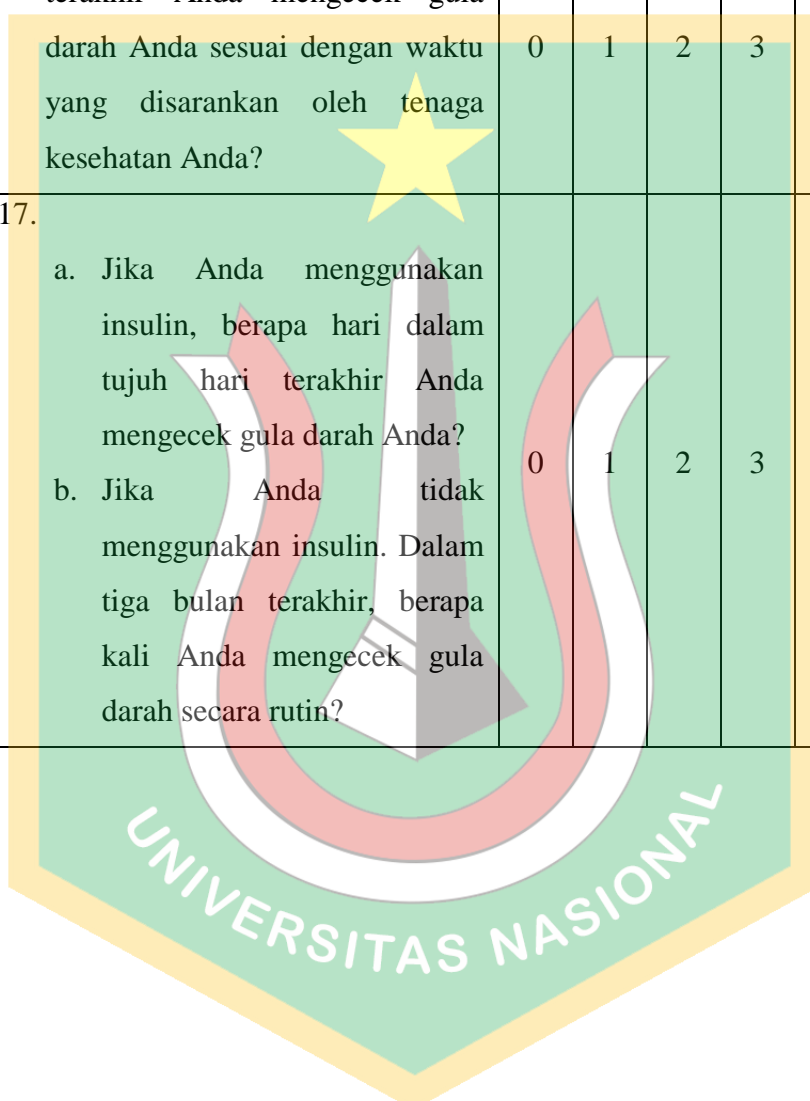 terakhir Anda mengecek gula
darah Anda sesuai dengan waktu 0 1 2 3
yang disarankan oleh tenaga
kesehatan Anda?
17.
a. Jika Anda menggunakan
insulin, berapa hari dalam
tujuh hari terakhir Anda
mengecek gula darah Anda?
0 1 2 3
b. Jika Anda tidak
menggunakan insulin. Dalam
tiga bulan terakhir, berapa
kali Anda mengecek gula
darah secara rutin?
UNIVERSITAS NASIONAL